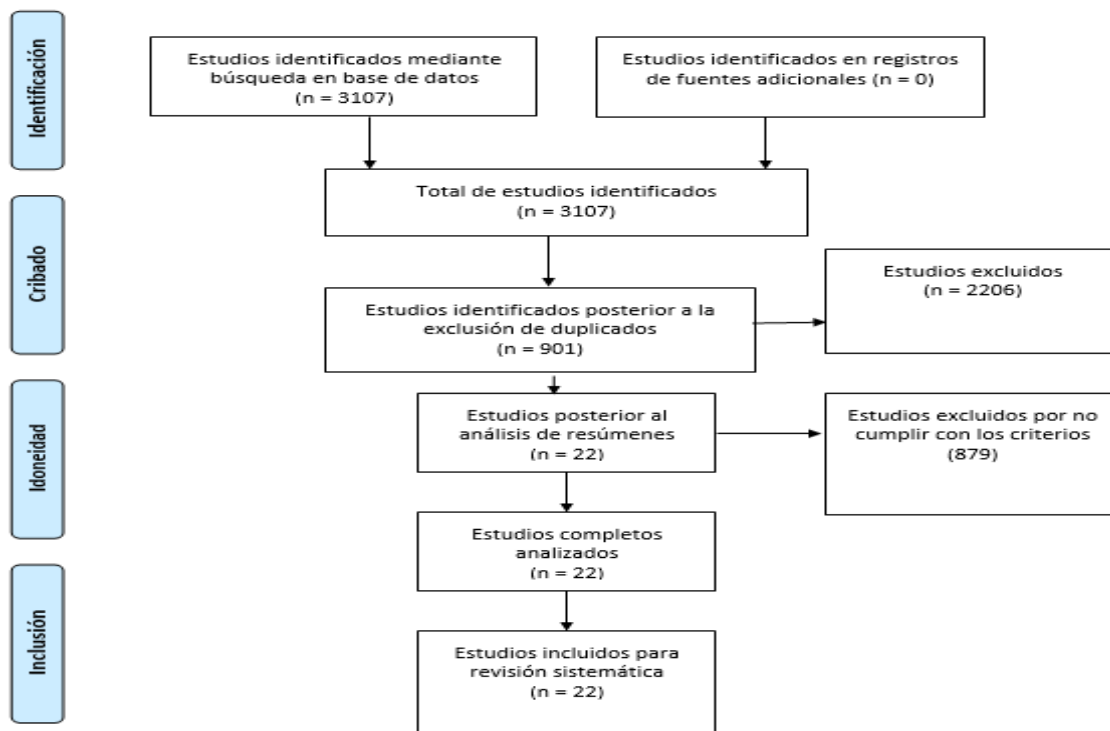 Identificación
Estudios identificados mediante
búsqueda en base de datos
(n = 3107)
Estudios identificados en registros
de fuentes adicionales (n = 0)
Total de estudios identificados
(n = 3107)
Cribado
Estudios excluidos
(n = 2206)
Estudios identificados posterior a la
exclusión de duplicados
(n = 901)
Idoneidad
Estudios posterior al
análisis de resúmenes
(n = 22)
Estudios excluidos por no
cumplir con los criterios
(879)
Estudios completos
analizados
(n = 22)
Inclusión
Estudios incluidos para
revisión sistemática
(n = 22)